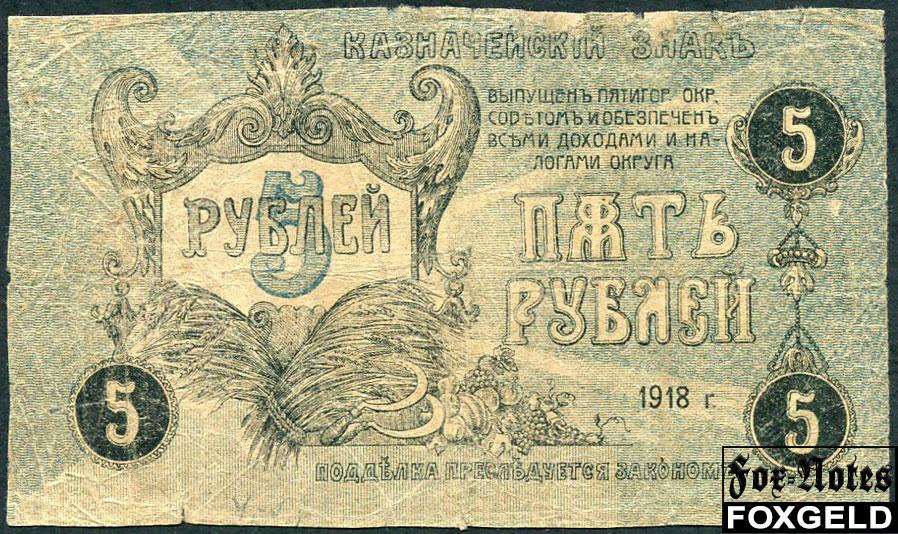 КАЗНАЧЕЙСКІЙ ЗНАКЪ
ВЫПУЩЕНЪ ПЯТИГОР. ОКР.
СОВѢТОМЪ И ОБЕЗПЕЧЕНЪ
ВСѢМИ ДОХОДАМИ И НА-
ЛОГАМИ ОКРУГА
5
5
РУБЛЕЙ
ПЯТЬ
РУБЛЕЙ
1918 г.
5
5
ПОДДѢЛКА ПРЕСЛѢДУЕТСЯ ЗАКОНОМ
Fox-Notes
FOXGELD